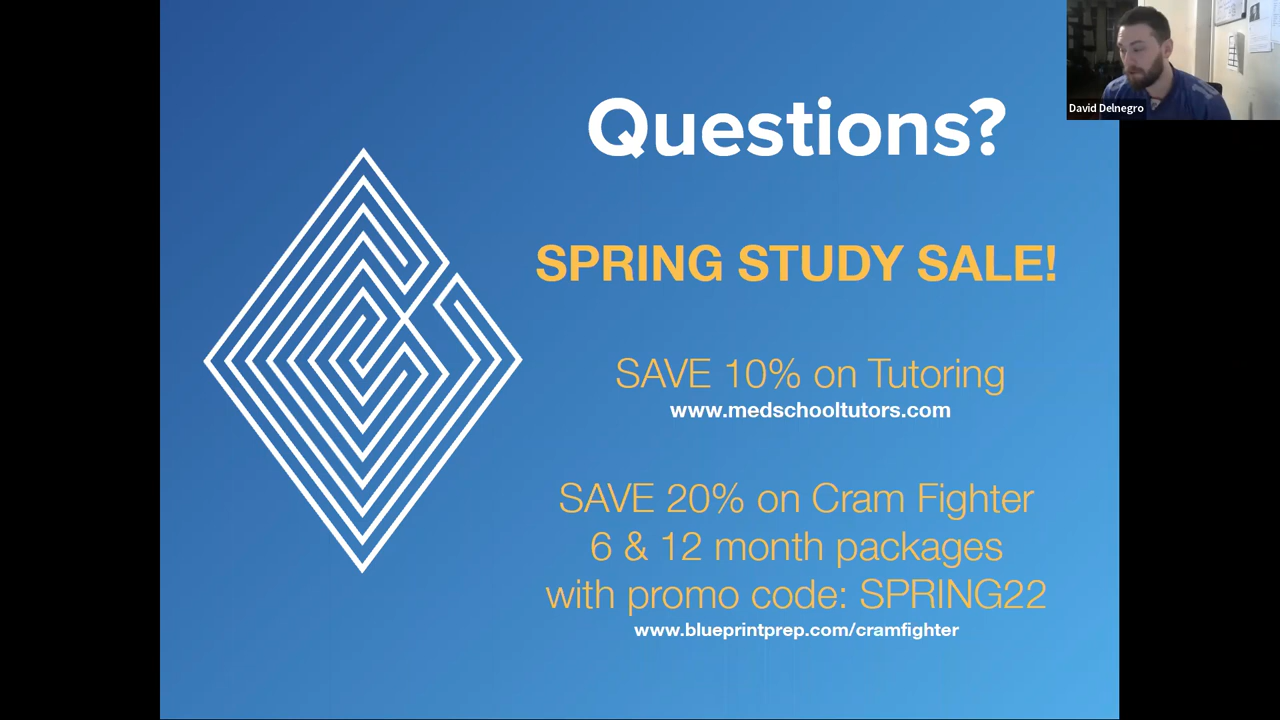 Questions?
David Delnegro
SPRING STUDY SALE!
SAVE 10% on Tutoring
www.medschooltutors.com
SAVE 20% on Cram Fighter
6 & 12 month packages
with promo code: SPRING22
www.blueprintprep.com/cramfighter